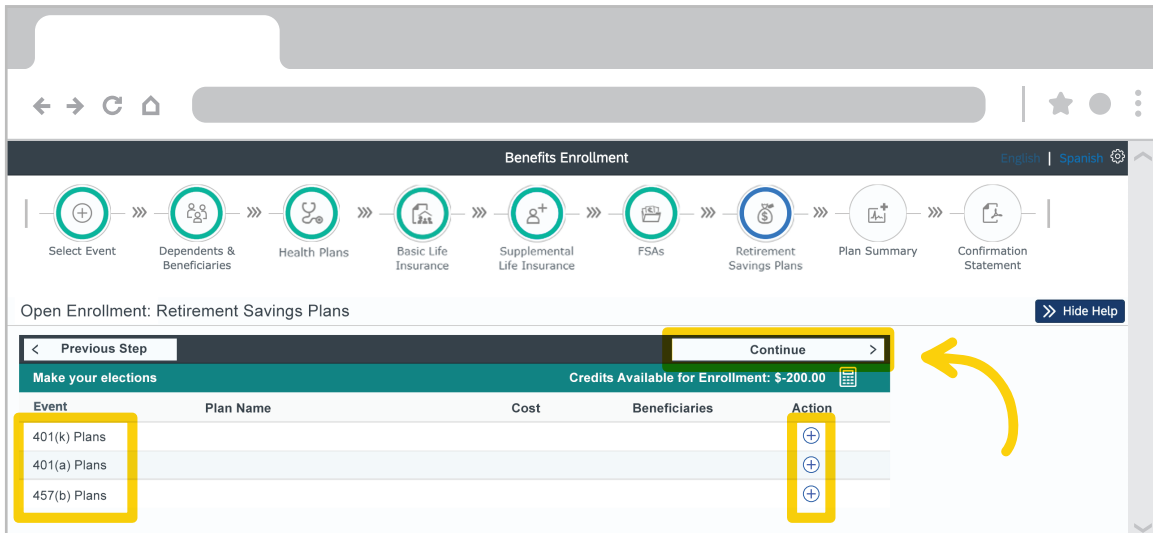 Benefits Enrollment
English | Spanish
Select Event
Dependents &
Beneficiaries
Health Plans
Basic Life
Insurance
Supplemental
Life Insurance
FSAs
Retirement
Savings Plans
Plan Summary
Confirmation
Statement
Open Enrollment: Retirement Savings Plans
Hide Help
< Previous Step
Continue >
Make your elections
Credits Available for Enrollment: $-200.00
Event Plan Name Cost Beneficiaries Action
401(k) Plans
401(a) Plans
457(b) Plans